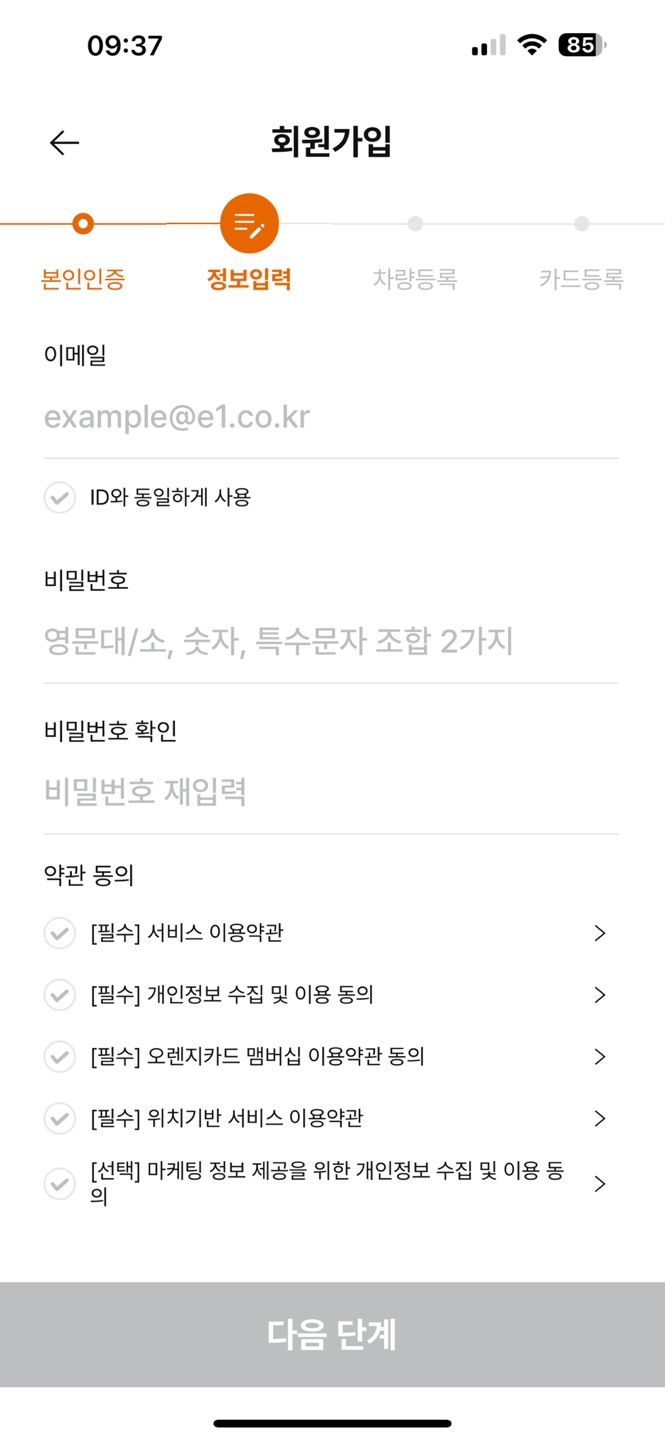 09:37
85
회원가입
본인인증 정보입력 차량등록 카드등록
이메일
example@e1.co.kr
ID와 동일하게 사용
비밀번호
영문대/소, 숫자, 특수문자 조합 2가지
비밀번호 확인
비밀번호 재입력
약관 동의
[필수] 서비스 이용약관
[필수] 개인정보 수집 및 이용 동의
[필수] 오렌지카드 맴버십 이용약관 동의
[필수] 위치기반 서비스 이용약관
[선택] 마케팅 정보 제공을 위한 개인정보 수집 및 이용 동
의
다음 단계